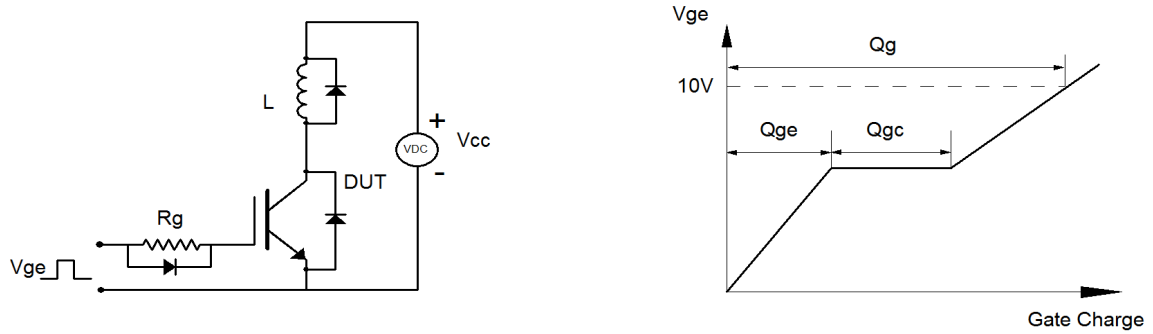 L
VDC
+
Vcc
-
DUT
Rg
Vge
Vge
Qg
10V
Qge
Qgc
Gate Charge